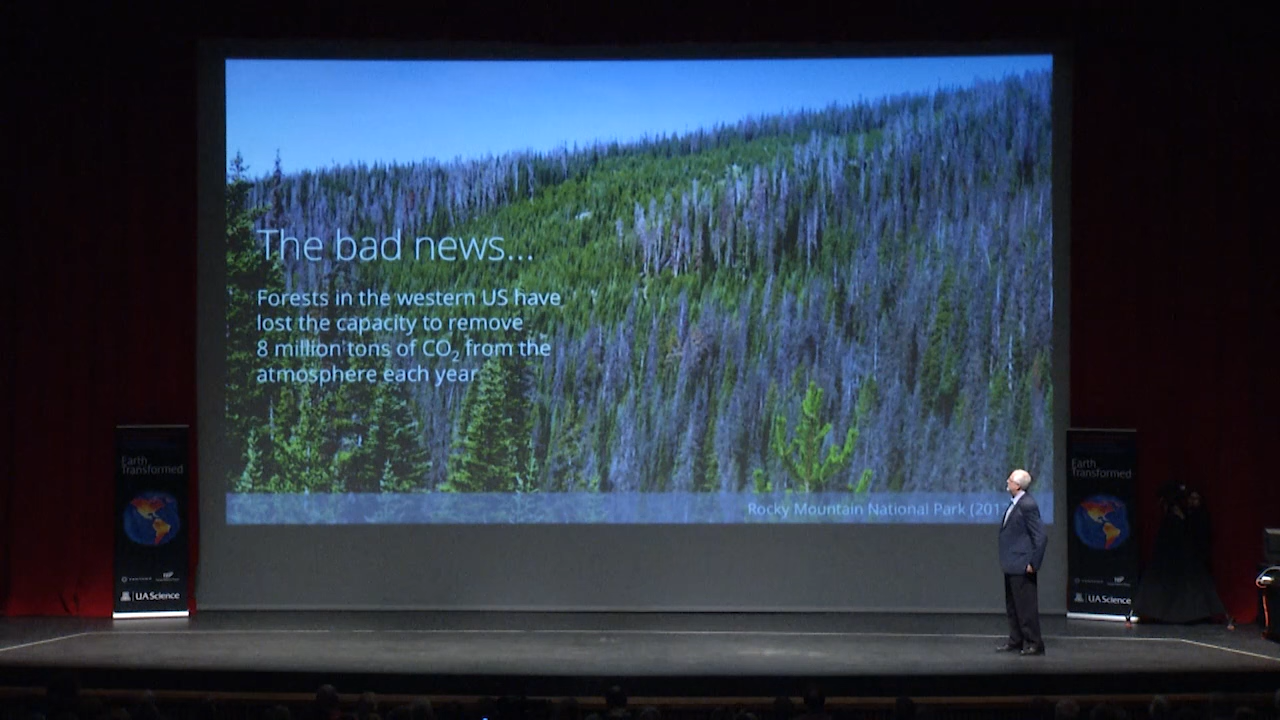 The bad news...
Forests in the western US have
lost the capacity to remove
8 million tons of CO₂ from the
atmosphere each year
Rocky Mountain National Park (201
Earth
Transformed
UA Science
Earth
Transformed
UA Science